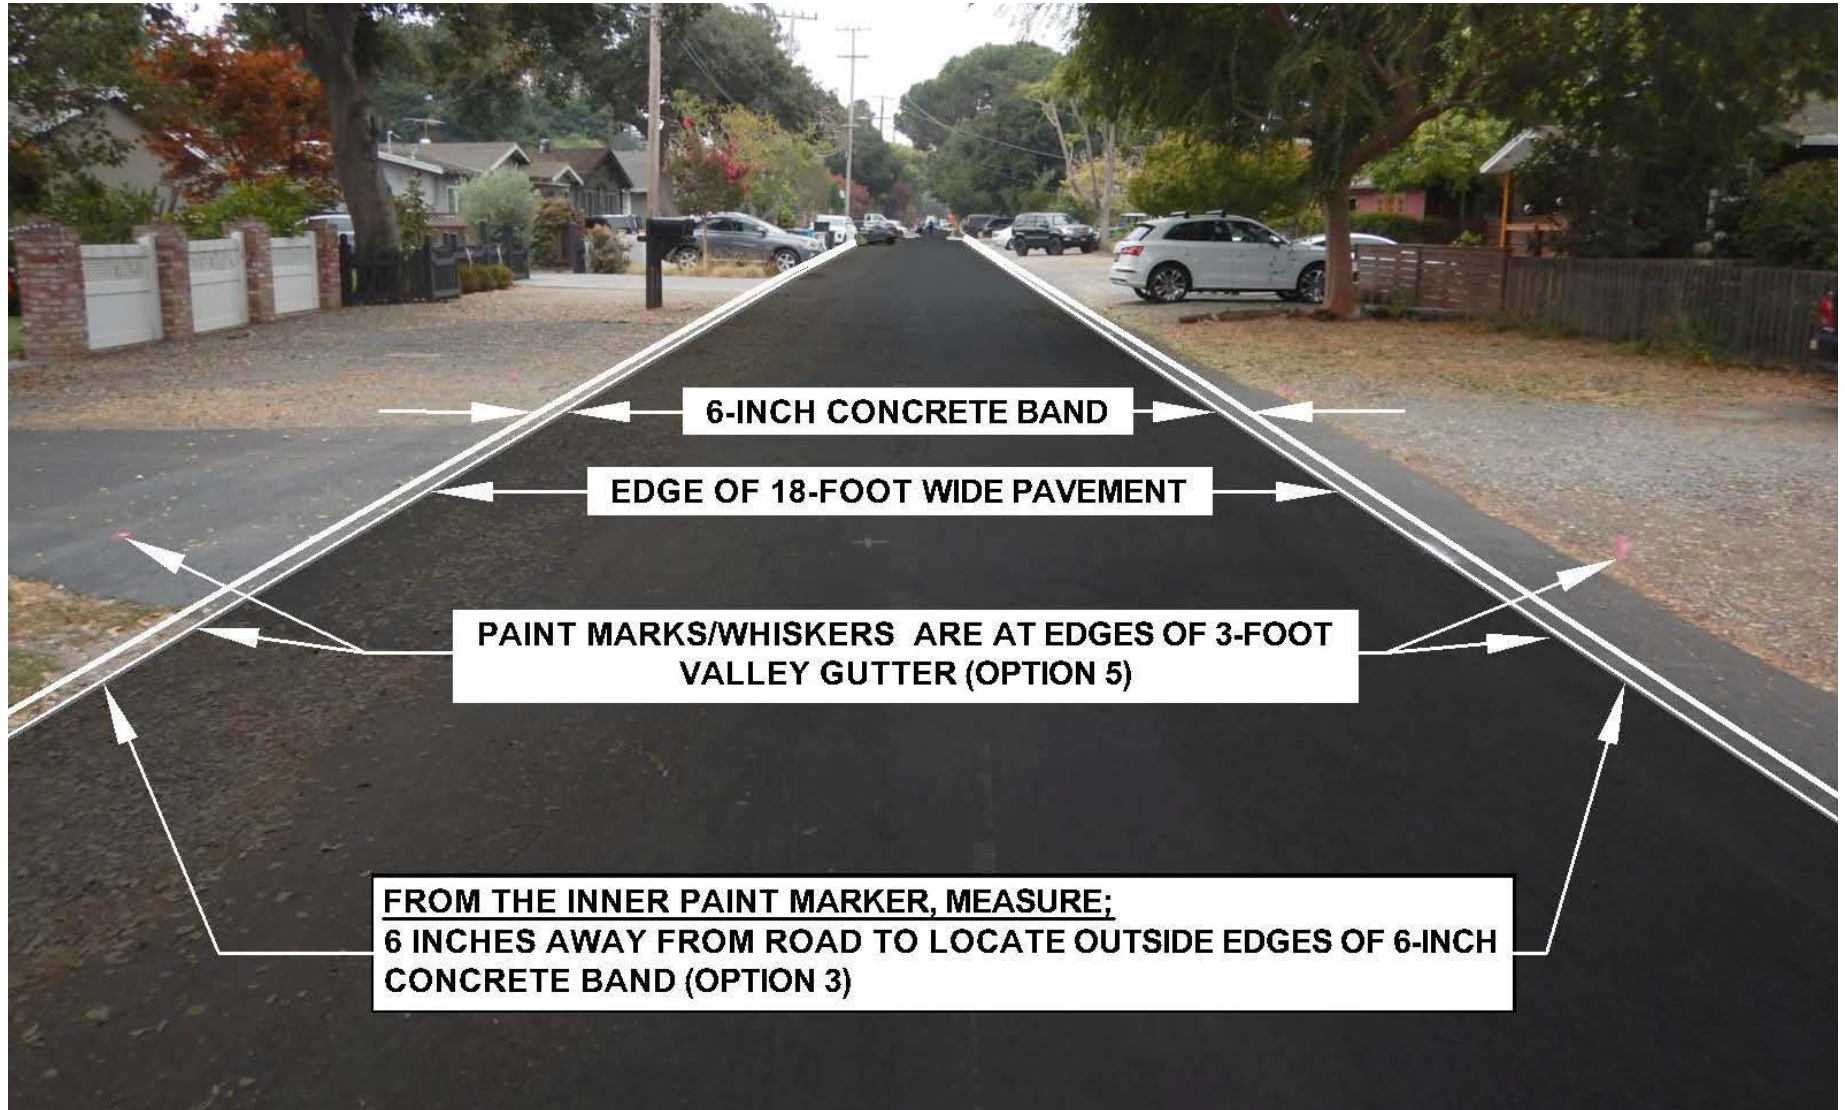 6-INCH CONCRETE BAND
EDGE OF 18-FOOT WIDE PAVEMENT
PAINT MARKS/WHISKERS ARE AT EDGES OF 3-FOOT
VALLEY GUTTER (OPTION 5)
FROM THE INNER PAINT MARKER, MEASURE;
6 INCHES AWAY FROM ROAD TO LOCATE OUTSIDE EDGES OF 6-INCH
CONCRETE BAND (OPTION 3)